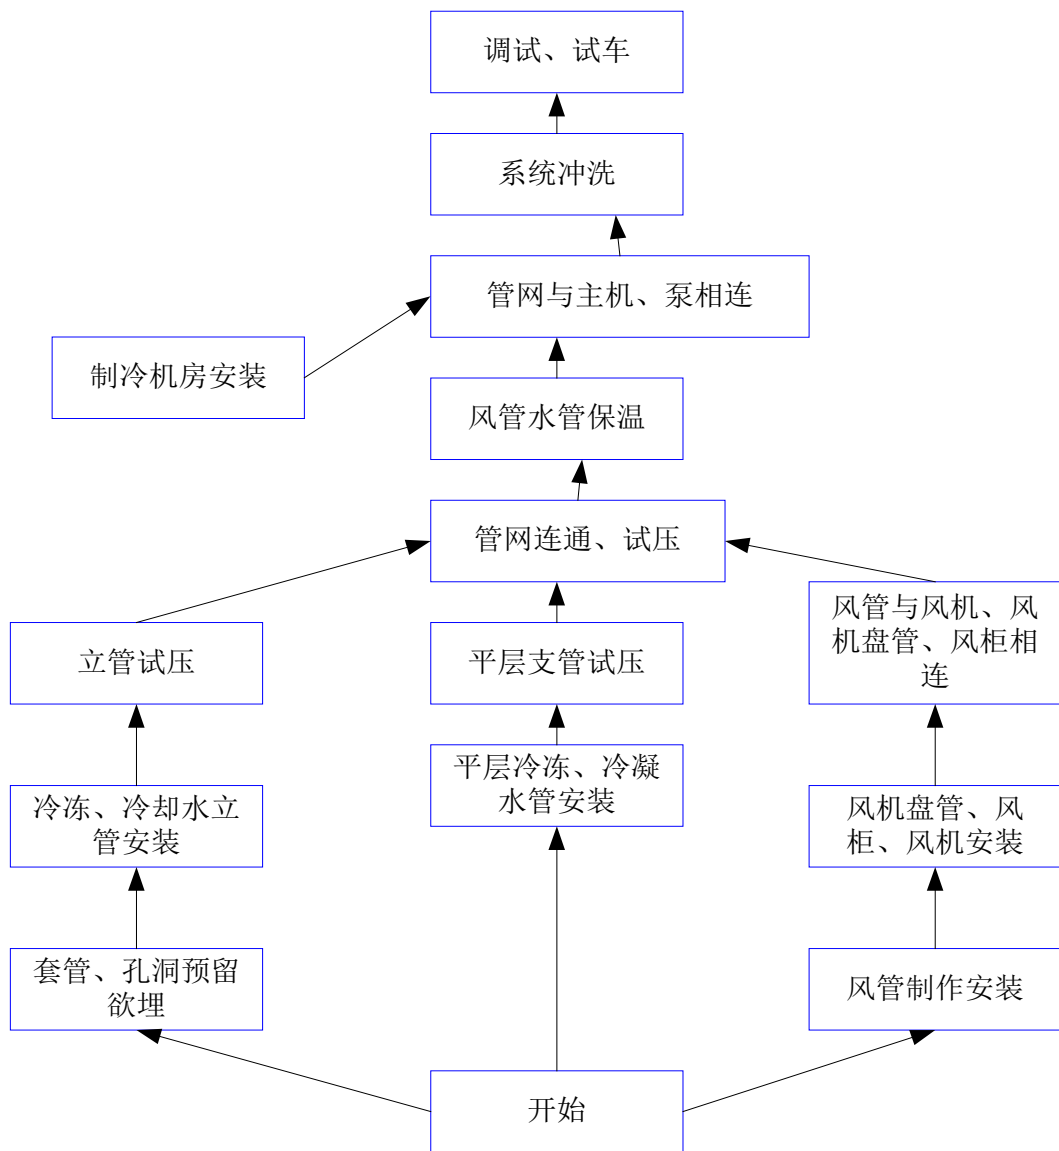 调试、试车
系统冲洗
管网与主机、泵相连
制冷机房安装
风管水管保温
管网连通、试压
风管与风机、风
机盘管、风柜相
连
立管试压
平层支管试压
平层冷冻、冷凝
水管安装
冷冻、冷却水立
管安装
风机盘管、风
柜、风机安装
套管、孔洞预留
欲埋
风管制作安装
开始